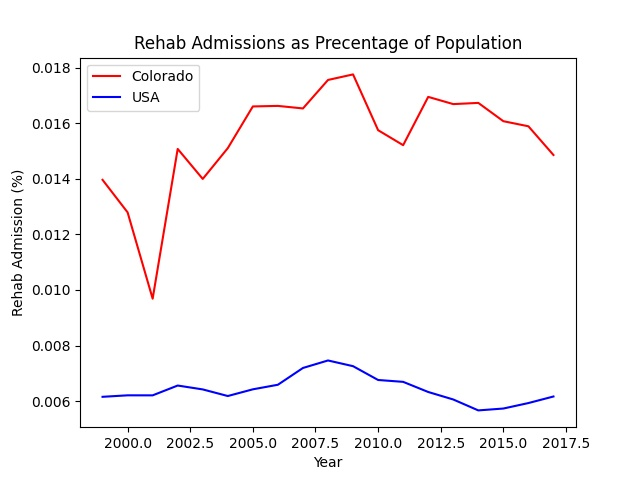 Rehab Admissions as Precentage of Population
Colorado
USA
Rehab Admission (%)
0.018
0.016
0.014
0.012
0.010
0.008
0.006
2000.0 2002.5 2005.0 2007.5 2010.0 2012.5 2015.0 2017.5
Year